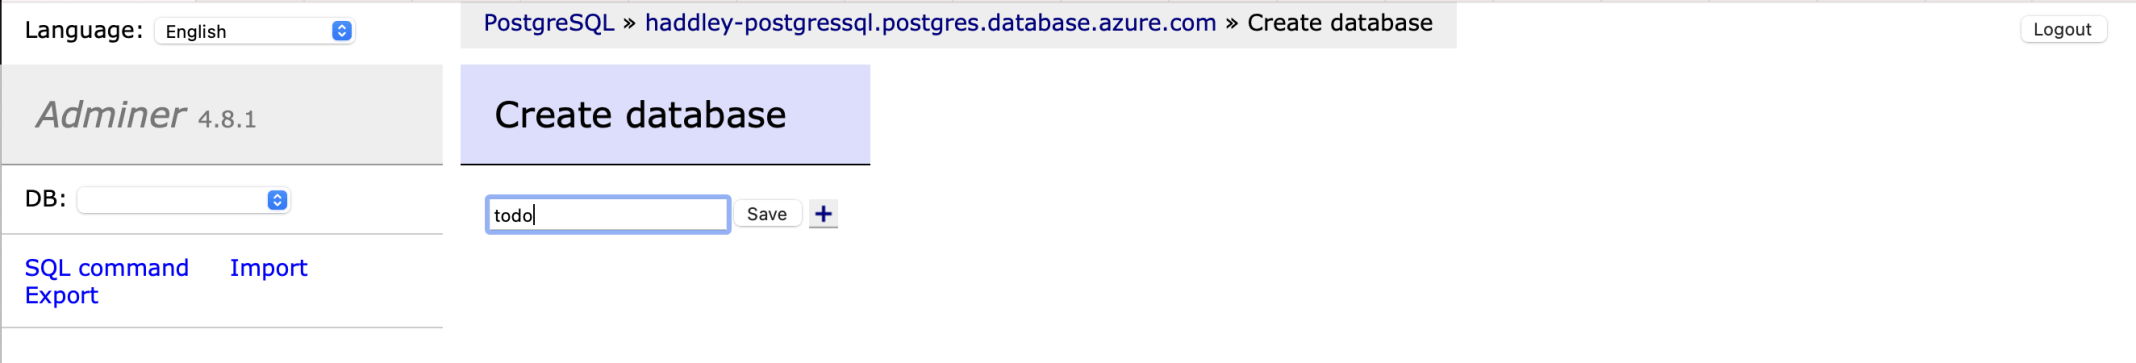 Language: English
PostgreSQL » haddley-postgressql.postgres.database.azure.com » Create database
Logout
Adminer 4.8.1
Create database
DB:
todo Save +
SQL command Import
Export